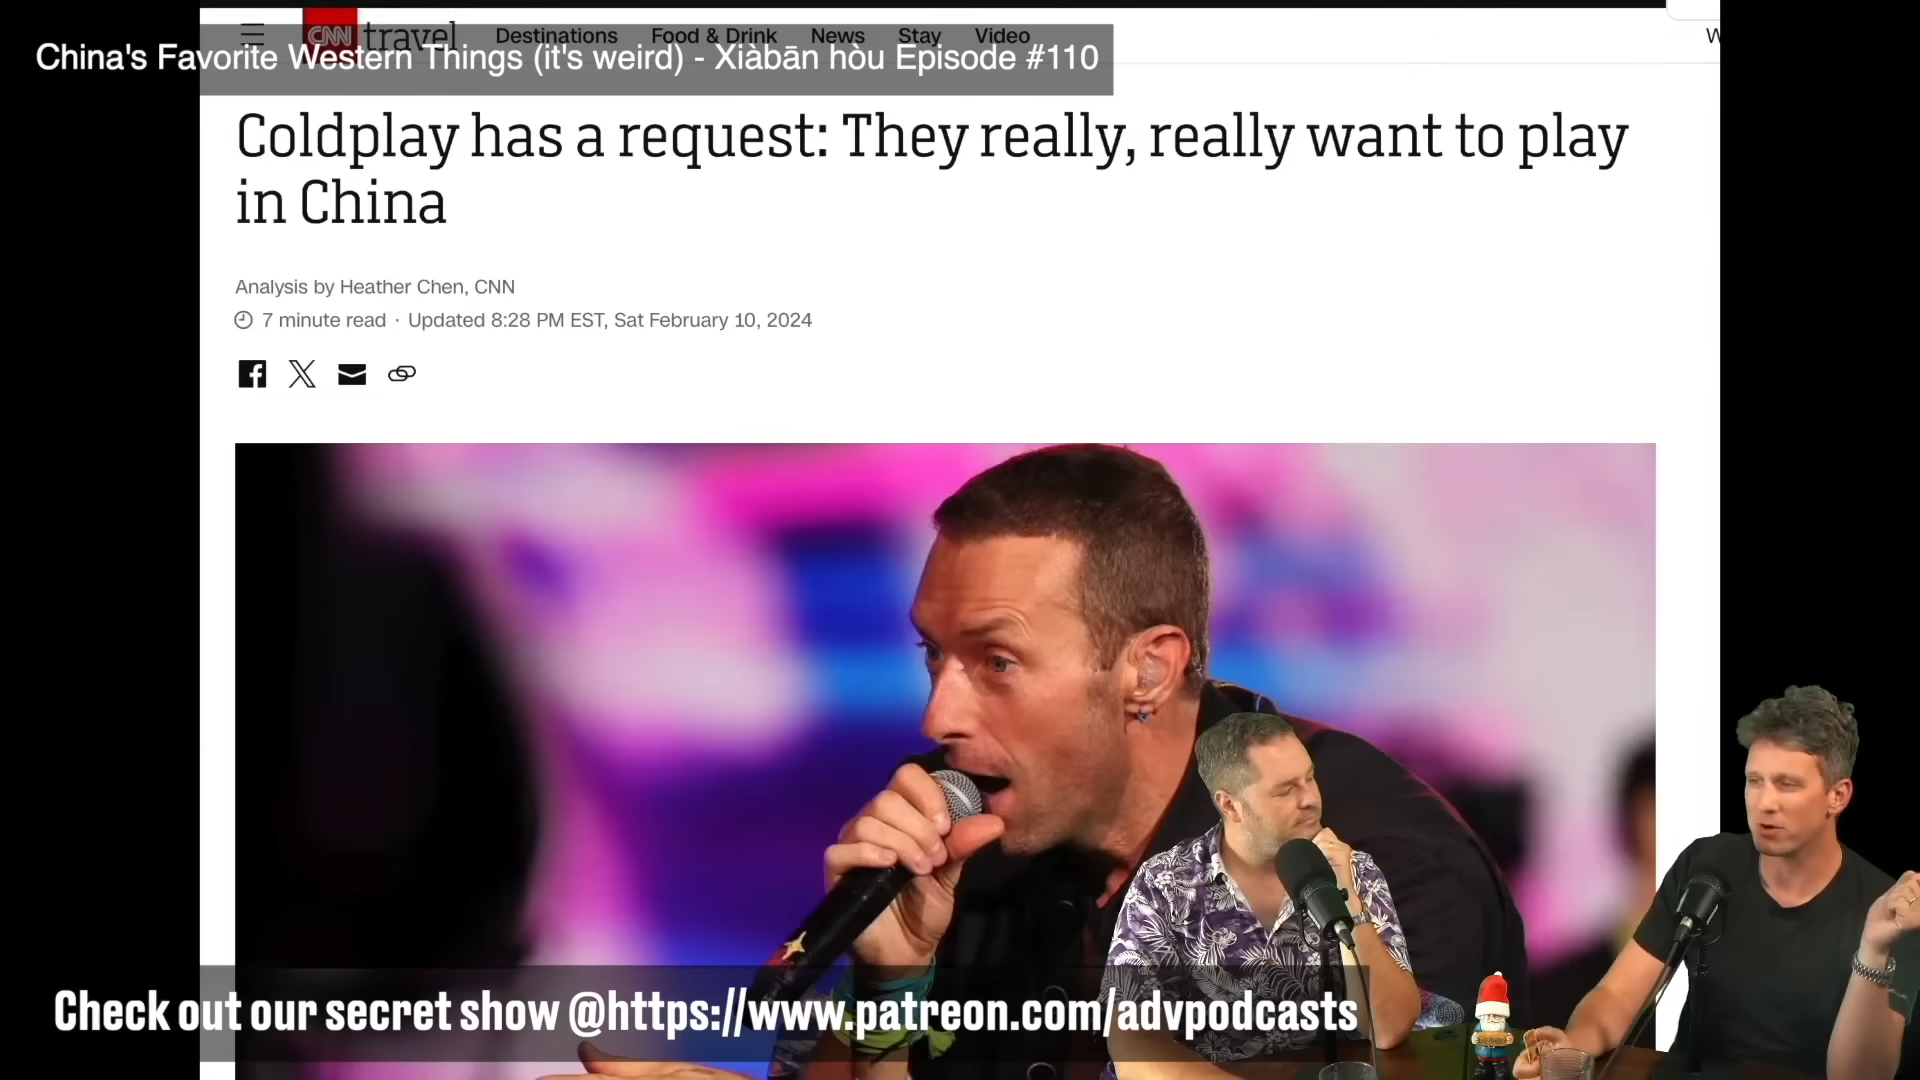 CNN travel Destinations Food & Drink News Stay Video W
China's Favorite Western Things (it's weird) - Xiàbān hòu Episode #110
Coldplay has a request: They really, really want to play
in China
Analysis by Heather Chen, CNN
7 minute read · Updated 8:28 PM EST, Sat February 10, 2024
Check out our secret show @https://www.patreon.com/advpodcasts